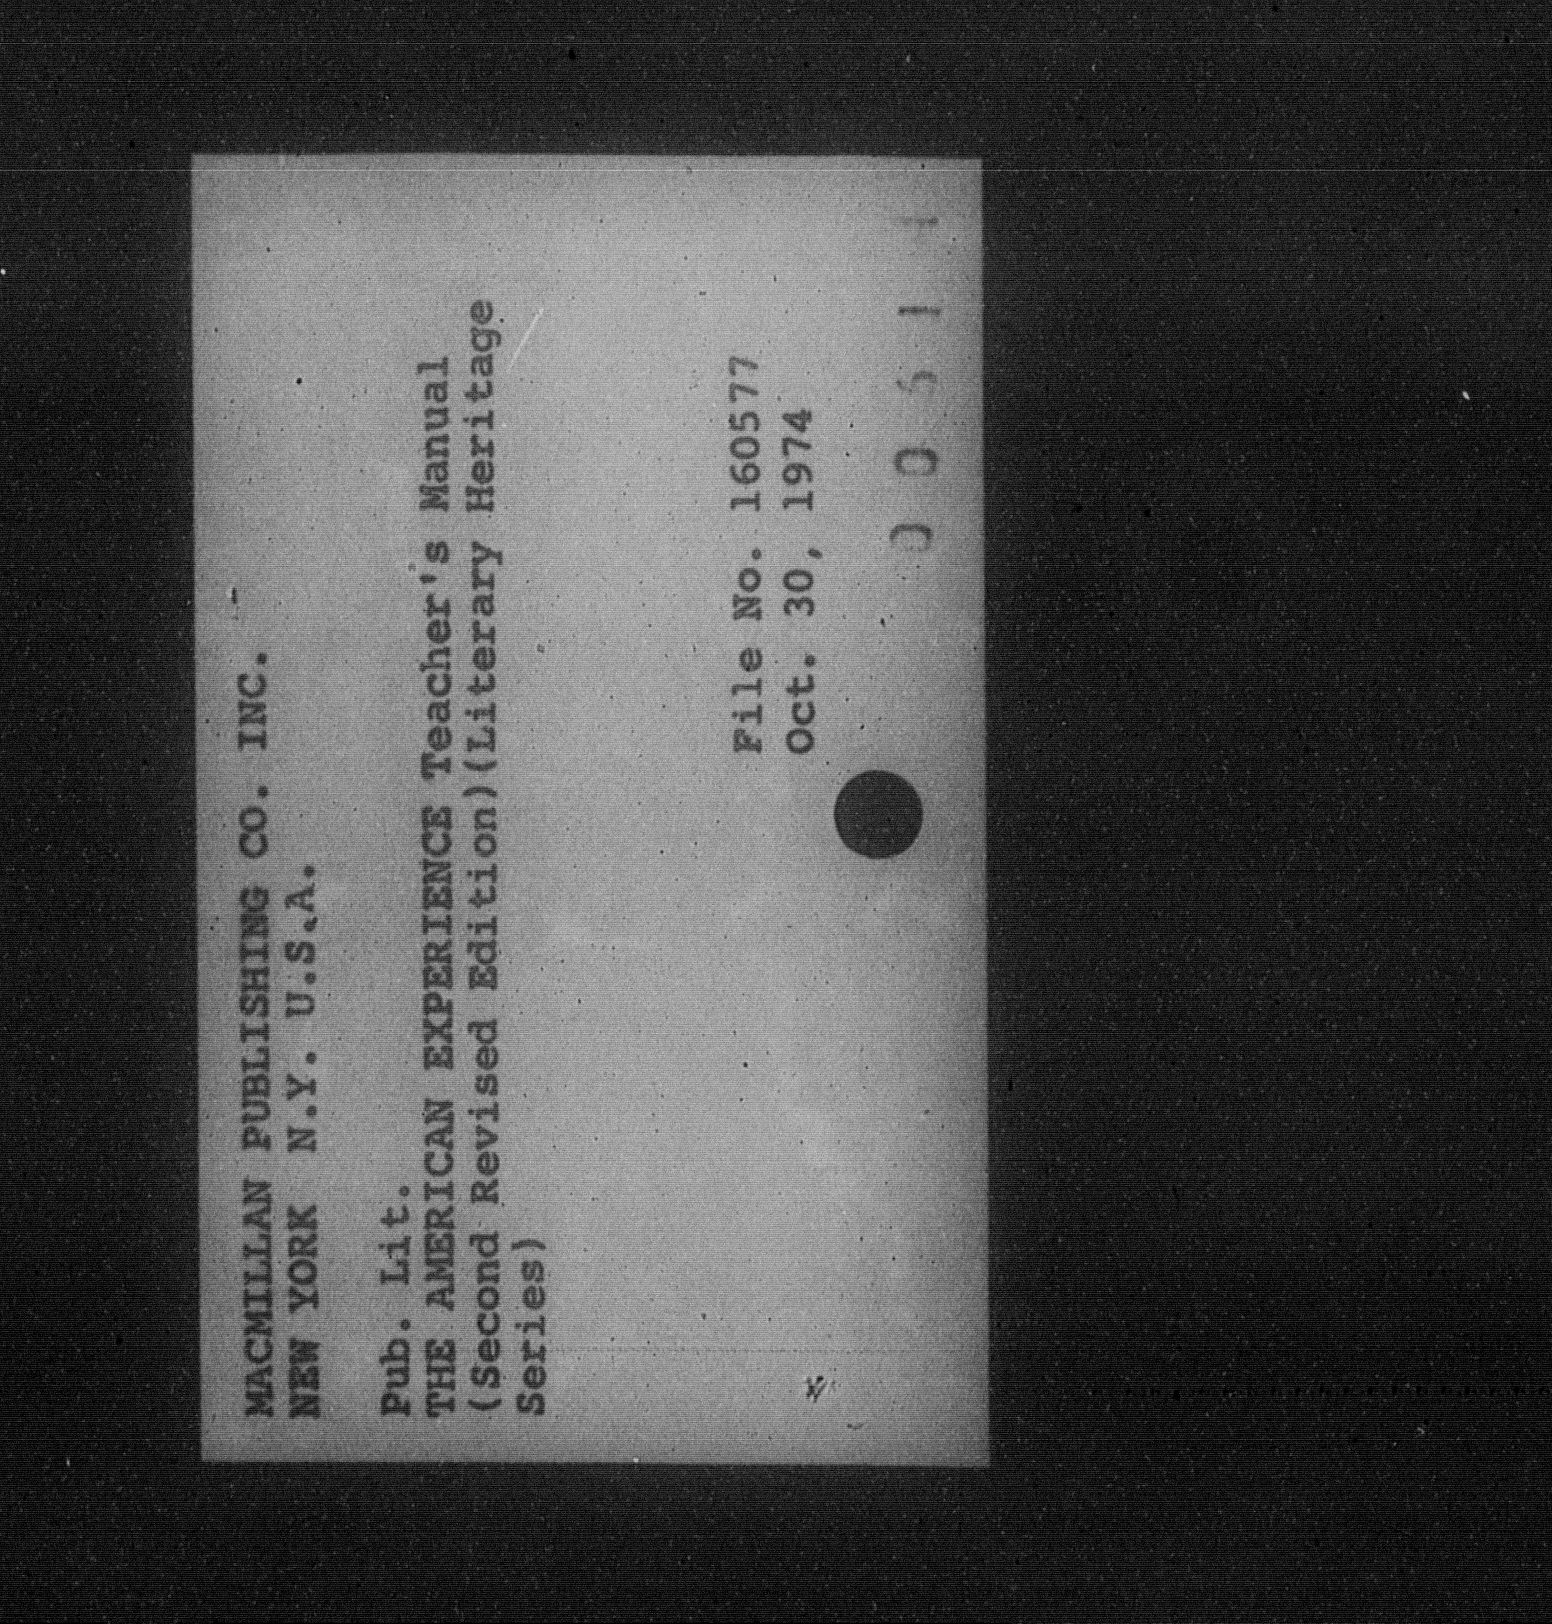 MACMILLAN PUBLISHING CO. INC.
NEW YORK N.Y. U.S.A.
Pub. Lit.
THE AMERICAN EXPERIENCE Teacher's Manual
(Second Revised Edition)(Literary Heritage
Series)
File No. 160577
Oct. 30, 1974